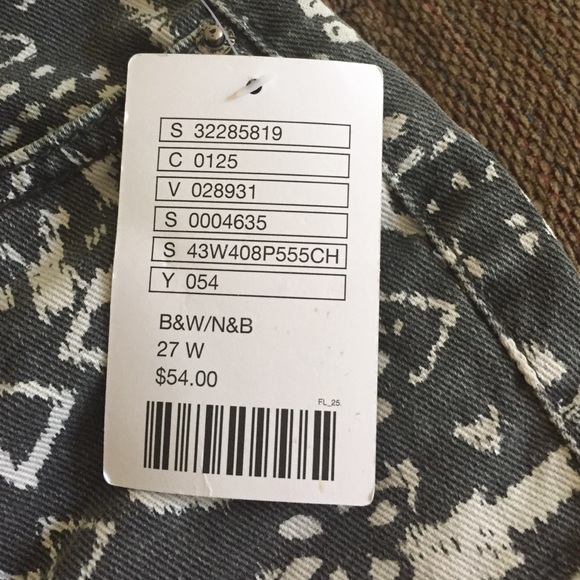 S 32285819
C 0125
V 028931
S 0004635
S 43W408P555CH
Y 054
B&W/N&B
27 W
$54.00
FL_25.